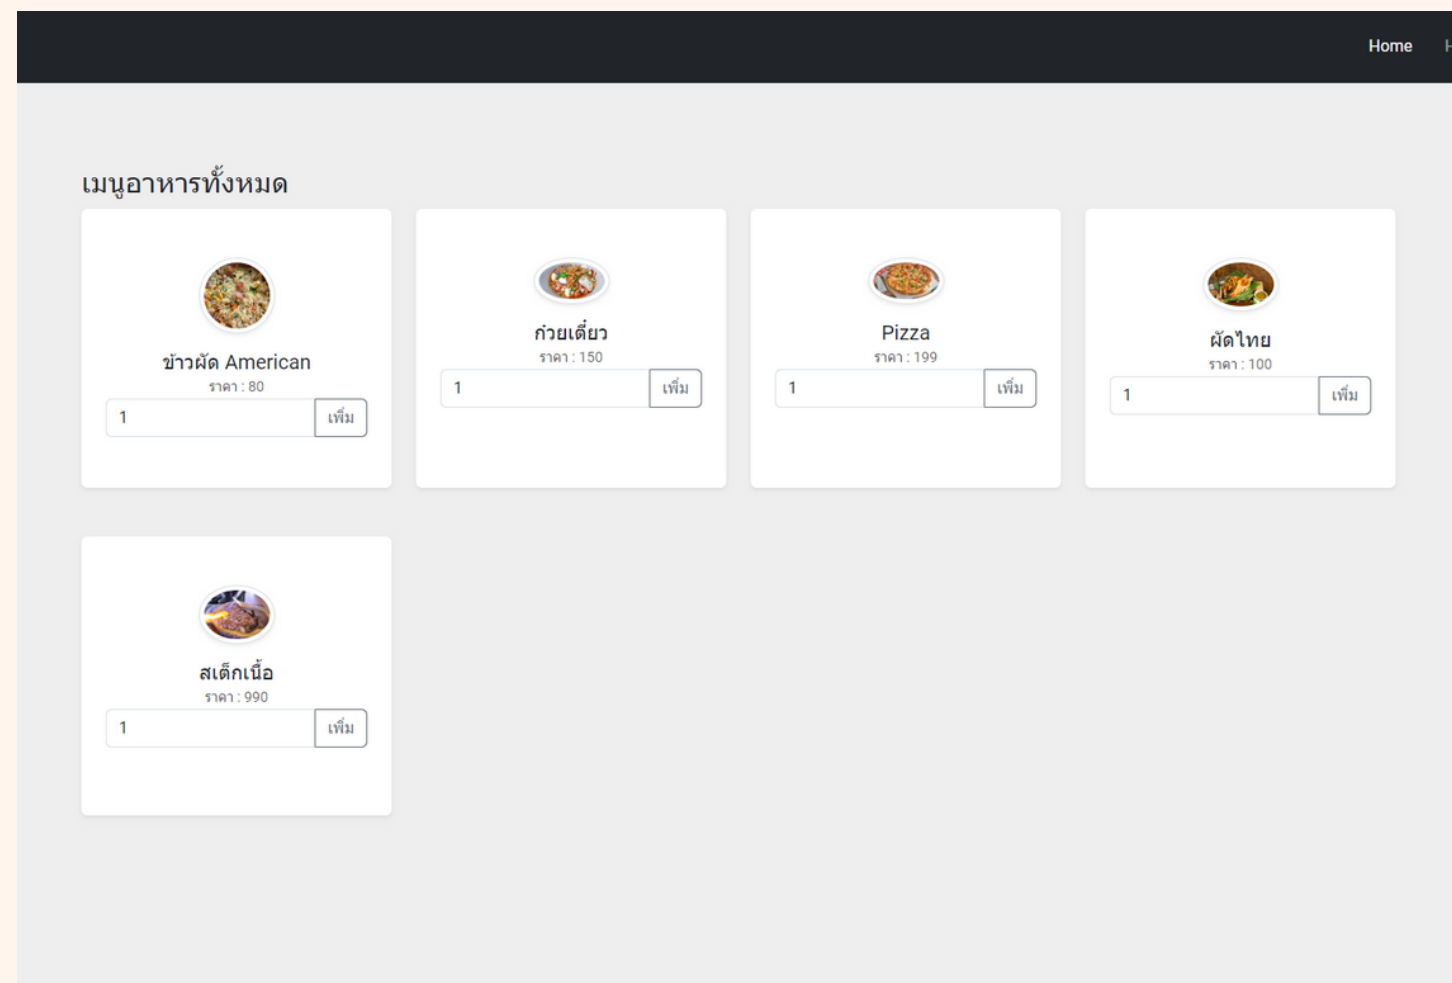 Home
เมนูอาหารทั้งหมด
ข้าวผัด American
ราคา : 80
1 เพิ่ม
ก๋วยเตี๋ยว
ราคา : 150
1 เพิ่ม
Pizza
ราคา : 199
1 เพิ่ม
ผัดไทย
ราคา : 100
1 เพิ่ม
สเต็กเนื้อ
ราคา : 990
1 เพิ่ม